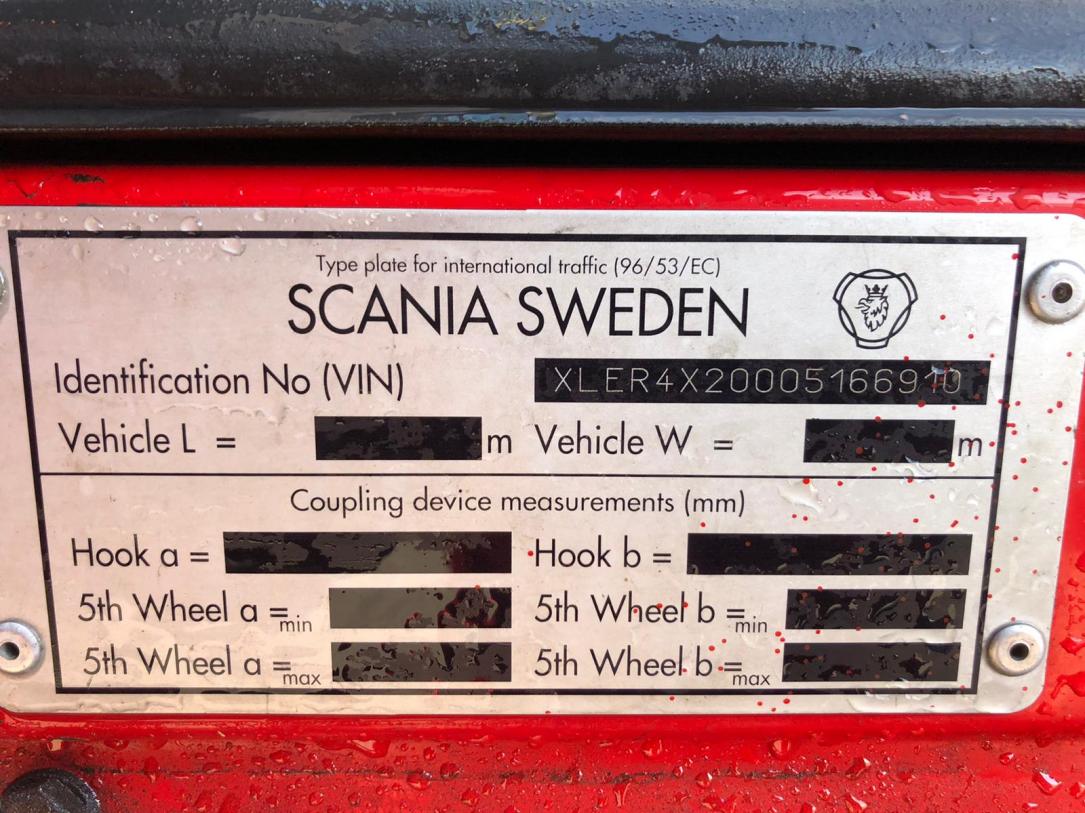 Type plate for international traffic (96/53/EC)
SCANIA SWEDEN
Identification No (VIN) XLER4X20005166910
Vehicle L = m Vehicle W = m
Coupling device measurements (mm)
Hook a = Hook b =
5th Wheel a =min 5th Wheel b =min
5th Wheel a =max 5th Wheel b =max